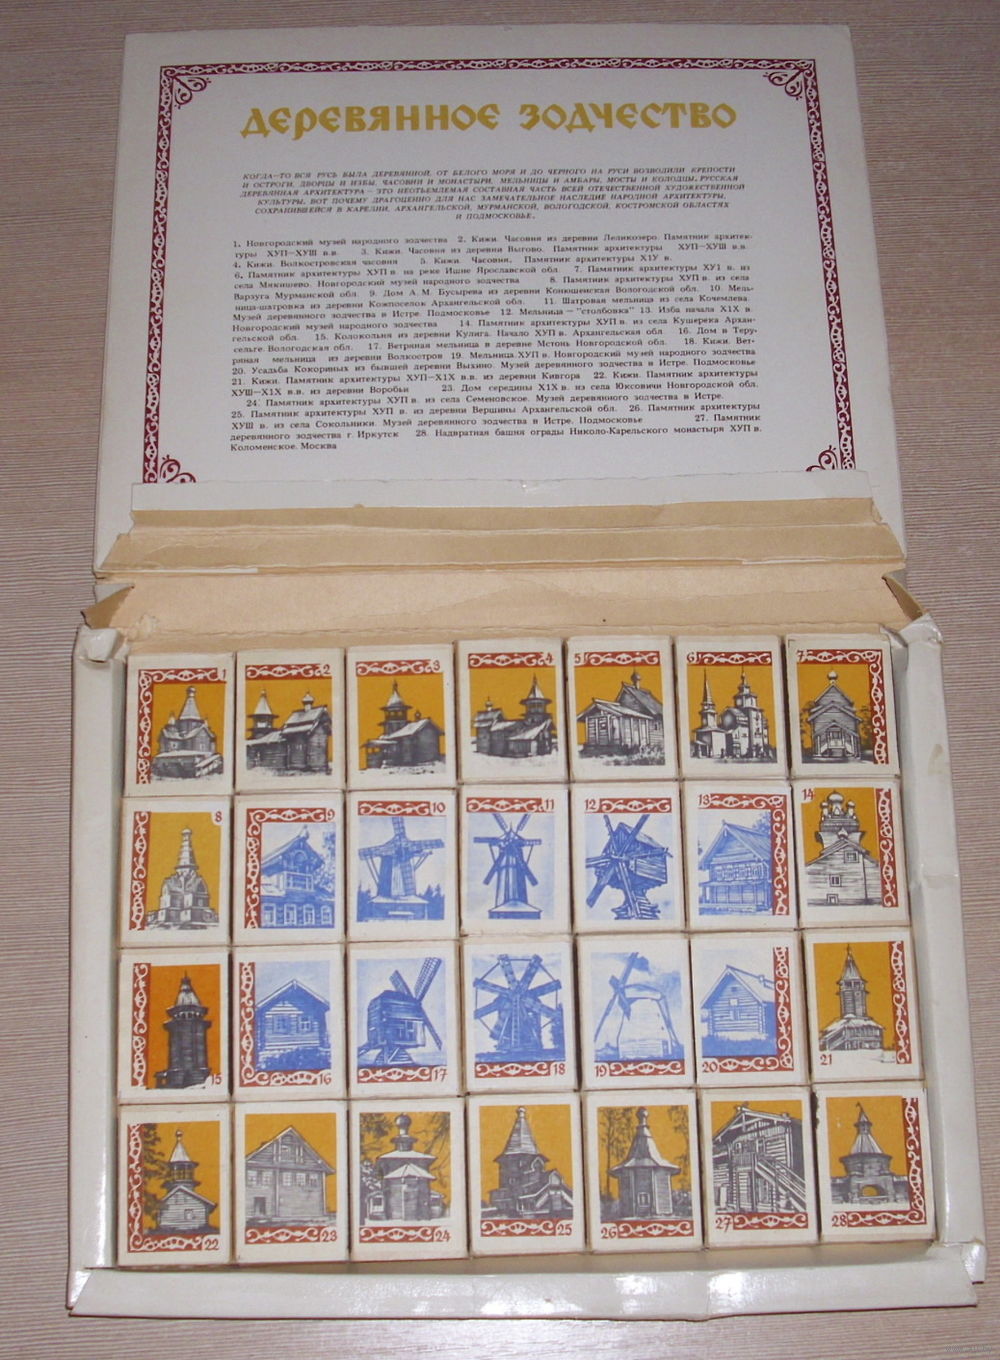 ДЕРЕВЯННОЕ ЗОДЧЕСТВО
КОГДА-ТО ВСЯ РУСЬ БЫЛА ДЕРЕВЯННОЙ. ОТ БЕЛОГО МОРЯ И ДО ЧЕРНОГО НА РУСИ ВОЗВОДИЛИ КРЕПОСТИ
И ОСТРОГИ, ДВОРЦЫ И ИЗБЫ, ЧАСОВНИ И МОНАСТЫРИ, МЕЛЬНИЦЫ И АМБАРЫ, МОСТЫ И КОЛОДЦЫ. РУССКАЯ
ДЕРЕВЯННАЯ АРХИТЕКТУРА - ЭТО НЕОТЪЕМЛЕМАЯ СОСТАВНАЯ ЧАСТЬ ВСЕЙ ОТЕЧЕСТВЕННОЙ ХУДОЖЕСТВЕННОЙ
КУЛЬТУРЫ. ВОТ ПОЧЕМУ ДРАГОЦЕННО ДЛЯ НАС ЗАМЕЧАТЕЛЬНОЕ НАСЛЕДИЕ НАРОДНОЙ АРХИТЕКТУРЫ,
СОХРАНИВШЕЙСЯ В КАРЕЛИИ, АРХАНГЕЛЬСКОЙ, МУРМАНСКОЙ, ВОЛОГОДСКОЙ, КОСТРОМСКОЙ ОБЛАСТЯХ
И ПОДМОСКОВЬЕ.
1. Новгородский музей народного зодчества 2. Кижи. Часовня из деревни Леликозеро. Памятник архитек-
туры ХУП-ХУШ в.в. 3. Кижи. Часовня из деревни Выгово. Памятник архитектуры ХУП-ХУШ в.в.
4. Кижи. Волкостровская часовня 5. Кижи. Часовня. Памятник архитектуры Х1У в.
6. Памятник архитектуры ХУП в. на реке Ишне Ярославской обл. 7. Памятник архитектуры ХУ1 в. из
села Мякишево. Новгородский музей народного зодчества 8. Памятник архитектуры ХУП в. из села
Варзуга Мурманской обл. 9. Дом А.М. Бусырева из деревни Конюшевская Вологодской обл. 10. Мель-
ница-шатровка из деревни Кожпоселок Архангельской обл. 11. Шатровая мельница из села Кочемлева.
Музей деревянного зодчества в Истре. Подмосковье 12. Мельница - "столбовка" 13. Изба начала Х1Х в.
Новгородский музей народного зодчества 14. Памятник архитектуры ХУП в. из села Кушерека Архан-
гельской обл. 15. Колокольня из деревни Кулига. Начало ХУП в. Архангельская обл. 16. Дом в Теру-
сельге Вологодская обл. 17. Ветряная мельница в деревне Мстонь Новгородской обл. 18. Кижи. Вет-
ряная мельница из деревни Волкостров 19. Мельница ХУП в. Новгородский музей народного зодчества
20. Усадьба Кокориных из бывшей деревни Выхино. Музей деревянного зодчества в Истре. Подмосковье
21. Кижи. Памятник архитектуры ХУП-Х1Х в.в. из деревни Кивгора 22. Кижи. Памятник архитектуры
ХУШ-Х1Х в.в. из деревни Воробьи 23. Дом середины Х1Х в. из села Юксовичи Новгородской обл.
24. Памятник архитектуры ХУП в. из села Семеновское. Музей деревянного зодчества в Истре.
25. Памятник архитектуры ХУП в. из деревни Вершины Архангельской обл. 26. Памятник архитектуры
ХУШ в. из села Сокольники. Музей деревянного зодчества в Истре. Подмосковье 27. Памятник
деревянного зодчества г. Иркутск 28. Надвратная башня ограды Николо-Карельского монастыря ХУП в.
Коломенское. Москва
1 2 3 4 5 6 7
8 9 10 11 12 13 14
15 16 17 18 19 20 21
22 23 24 25 26 27 28